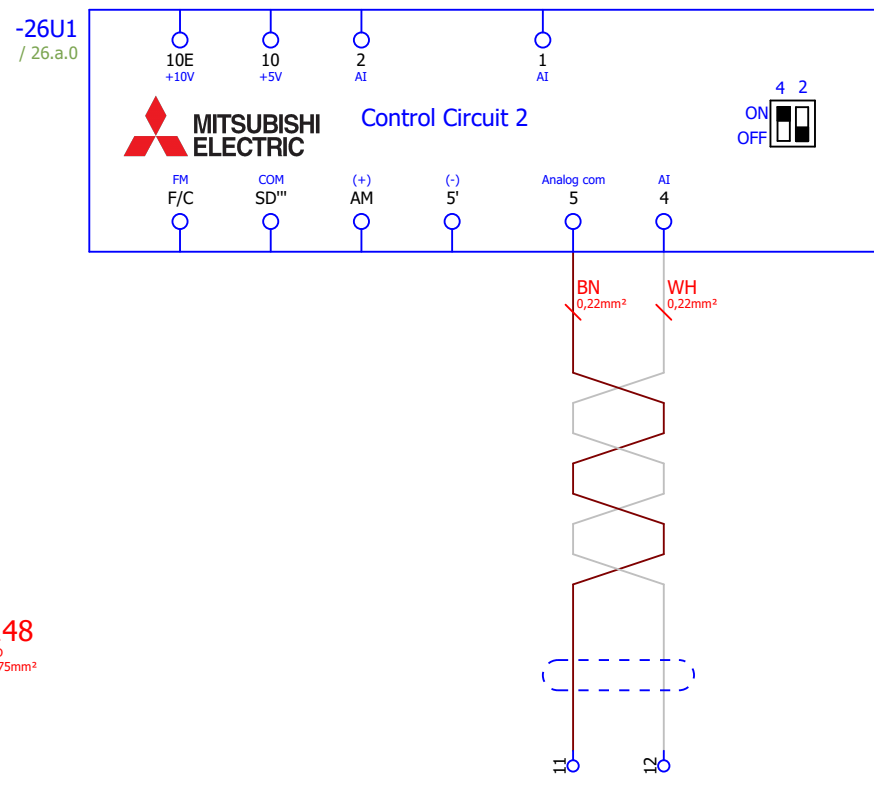 -26U1
/ 26.a.0
10E
+10V
10
+5V
2
AI
1
AI
MITSUBISHI
ELECTRIC
Control Circuit 2
4 2
ON
OFF
FM
F/C
COM
SD'''
(+)
AM
(-)
5'
Analog com
5
AI
4
BN
0,22mm²
WH
0,22mm²
48
75mm²
11
12